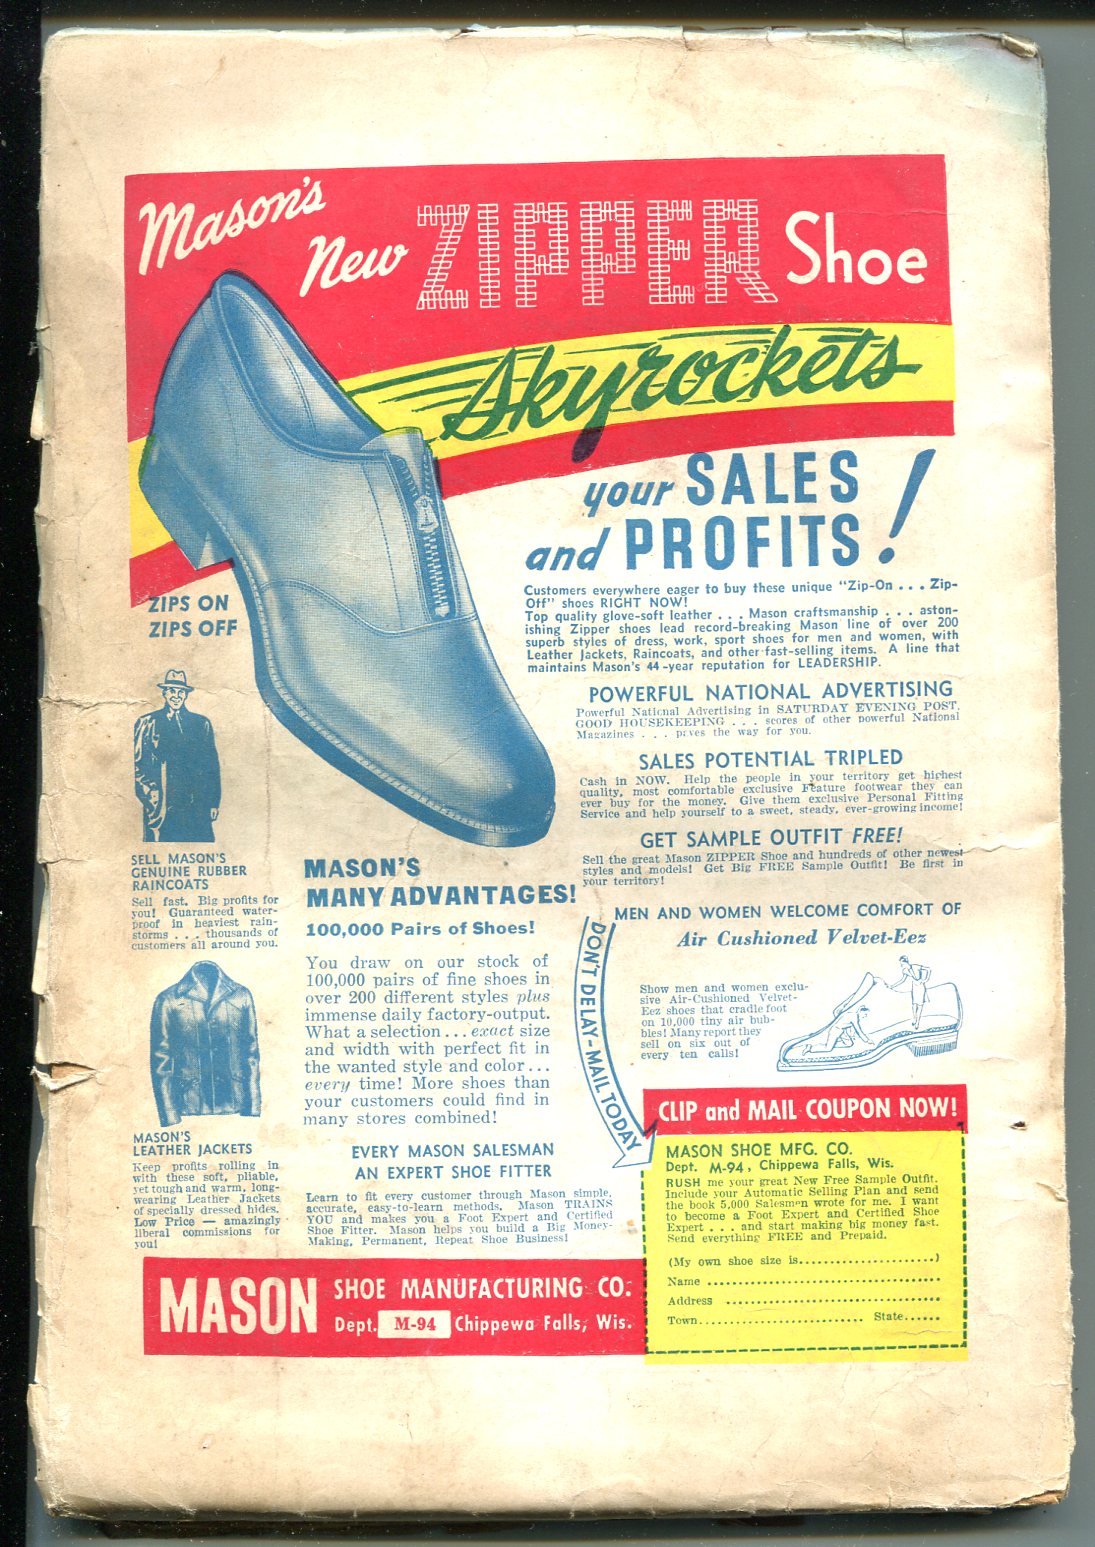 Mason's
New ZIPPER Shoe
Skyrockets
your SALES
and PROFITS!
Customers everywhere eager to buy these unique "Zip-On . . . Zip-
Off" shoes RIGHT NOW!
Top quality glove-soft leather . . . Mason craftsmanship . . . aston-
ishing Zipper shoes lead record-breaking Mason line of over 200
superb styles of dress, work, sport shoes for men and women, with
Leather Jackets, Raincoats, and other fast-selling items. A line that
maintains Mason's 44-year reputation for LEADERSHIP.
ZIPS ON
ZIPS OFF
POWERFUL NATIONAL ADVERTISING
Powerful National Advertising in SATURDAY EVENING POST,
GOOD HOUSEKEEPING . . . scores of other powerful National
Magazines . . . paves the way for you.
SALES POTENTIAL TRIPLED
Cash in NOW. Help the people in your territory get highest
quality, most comfortable exclusive Feature footwear they can
ever buy for the money. Give them exclusive Personal Fitting
Service and help yourself to a sweet, steady, ever-growing income!
GET SAMPLE OUTFIT FREE!
Sell the great Mason ZIPPER Shoe and hundreds of other newest
styles and models! Get Big FREE Sample Outfit! Be first in
your territory!
SELL MASON'S
GENUINE RUBBER
RAINCOATS
Sell fast. Big profits for
you! Guaranteed water-
proof in heaviest rain-
storms . . . thousands of
customers all around you.
MASON'S
LEATHER JACKETS
Keep profits rolling in
with these soft, pliable,
yet tough and warm, long-
wearing Leather Jackets
of specially dressed hides.
Low Price — amazingly
liberal commissions for
you!
MASON'S
MANY ADVANTAGES!
100,000 Pairs of Shoes!
You draw on our stock of
100,000 pairs of fine shoes in
over 200 different styles plus
immense daily factory-output.
What a selection . . . exact size
and width with perfect fit in
the wanted style and color . . .
every time! More shoes than
your customers could find in
many stores combined!
EVERY MASON SALESMAN
AN EXPERT SHOE FITTER
Learn to fit every customer through Mason simple,
accurate, easy-to-learn methods. Mason TRAINS
YOU and makes you a Foot Expert and Certified
Shoe Fitter. Mason helps you build a Big Money-
Making, Permanent, Repeat Shoe Business!
DON'T DELAY - MAIL TODAY
MEN AND WOMEN WELCOME COMFORT OF
Air Cushioned Velvet-Eez
Show men and women exclu-
sive Air-Cushioned Velvet-
Eez shoes that cradle foot
on 10,000 tiny air bub-
bles! Many report they
sell on six out of
every ten calls!
CLIP and MAIL COUPON NOW!
MASON SHOE MFG. CO.
Dept. M-94, Chippewa Falls, Wis.
RUSH me your great New Free Sample Outfit.
Include your Automatic Selling Plan and send
the book 5,000 Salesmen wrote for me. I want
to become a Foot Expert and Certified Shoe
Expert . . . and start making big money fast.
Send everything FREE and Prepaid.
(My own shoe size is.....................)
Name ....................................
Address .................................
Town.......................... State......
MASON
SHOE MANUFACTURING CO.
Dept. M-94 Chippewa Falls, Wis.